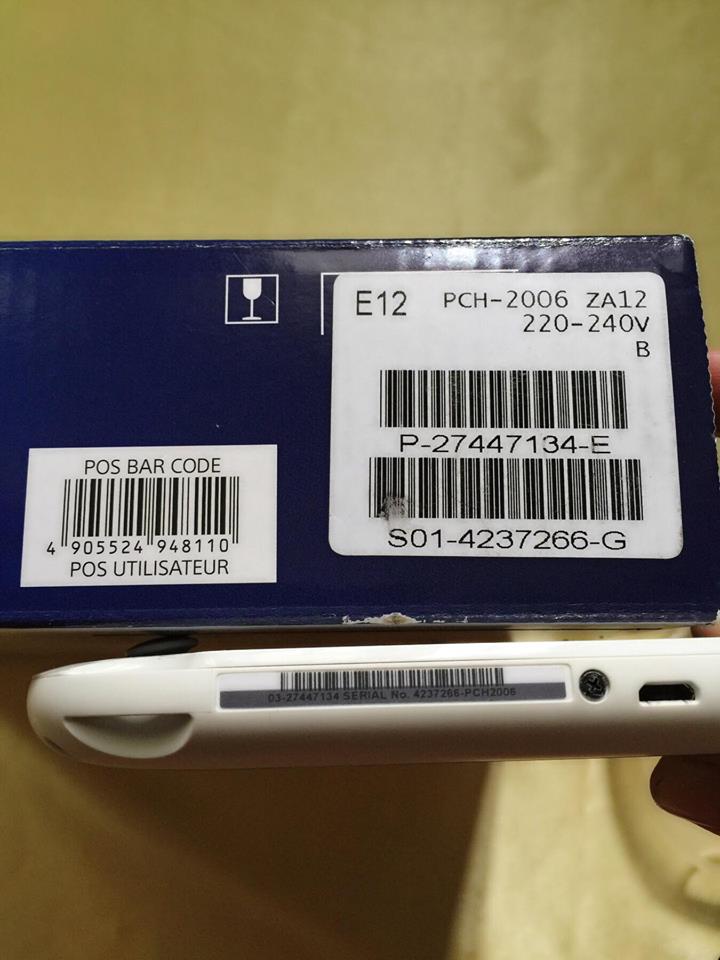 E12 PCH-2006 ZA12
220-240V
B
P-27447134-E
S01-4237266-G
POS BAR CODE
4 905524 948110
POS UTILISATEUR
03-27447134 SERIAL No. 4237266-PCH2006